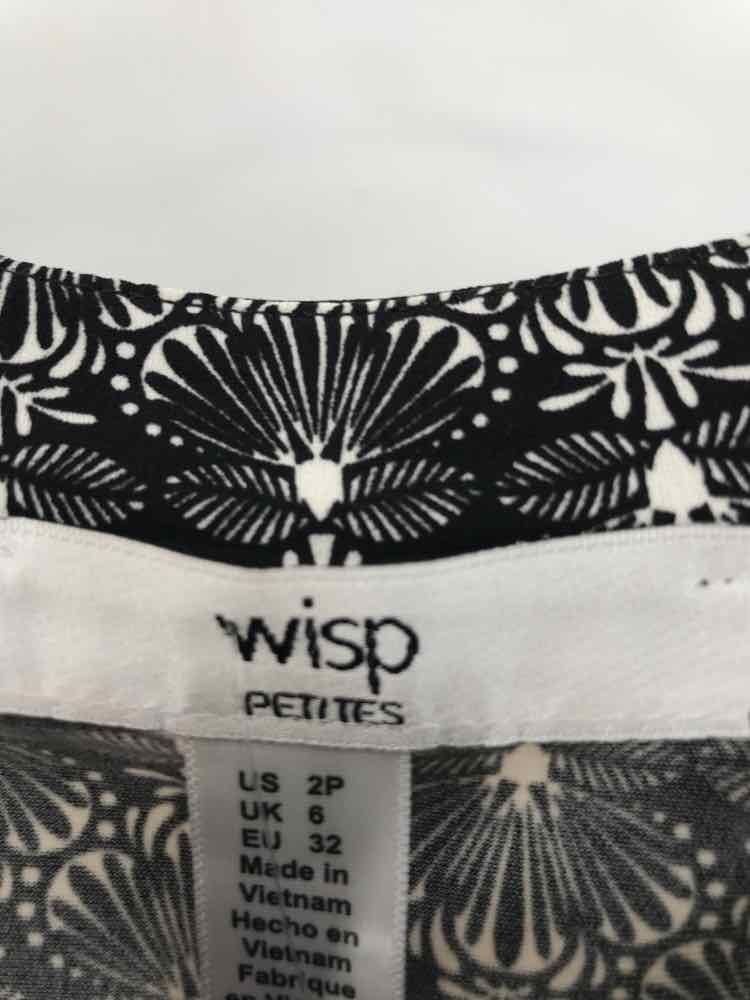 wisp
PETITES
US 2P
UK 6
EU 32
Made in
Vietnam
Hecho en
Vietnam
Fabrique